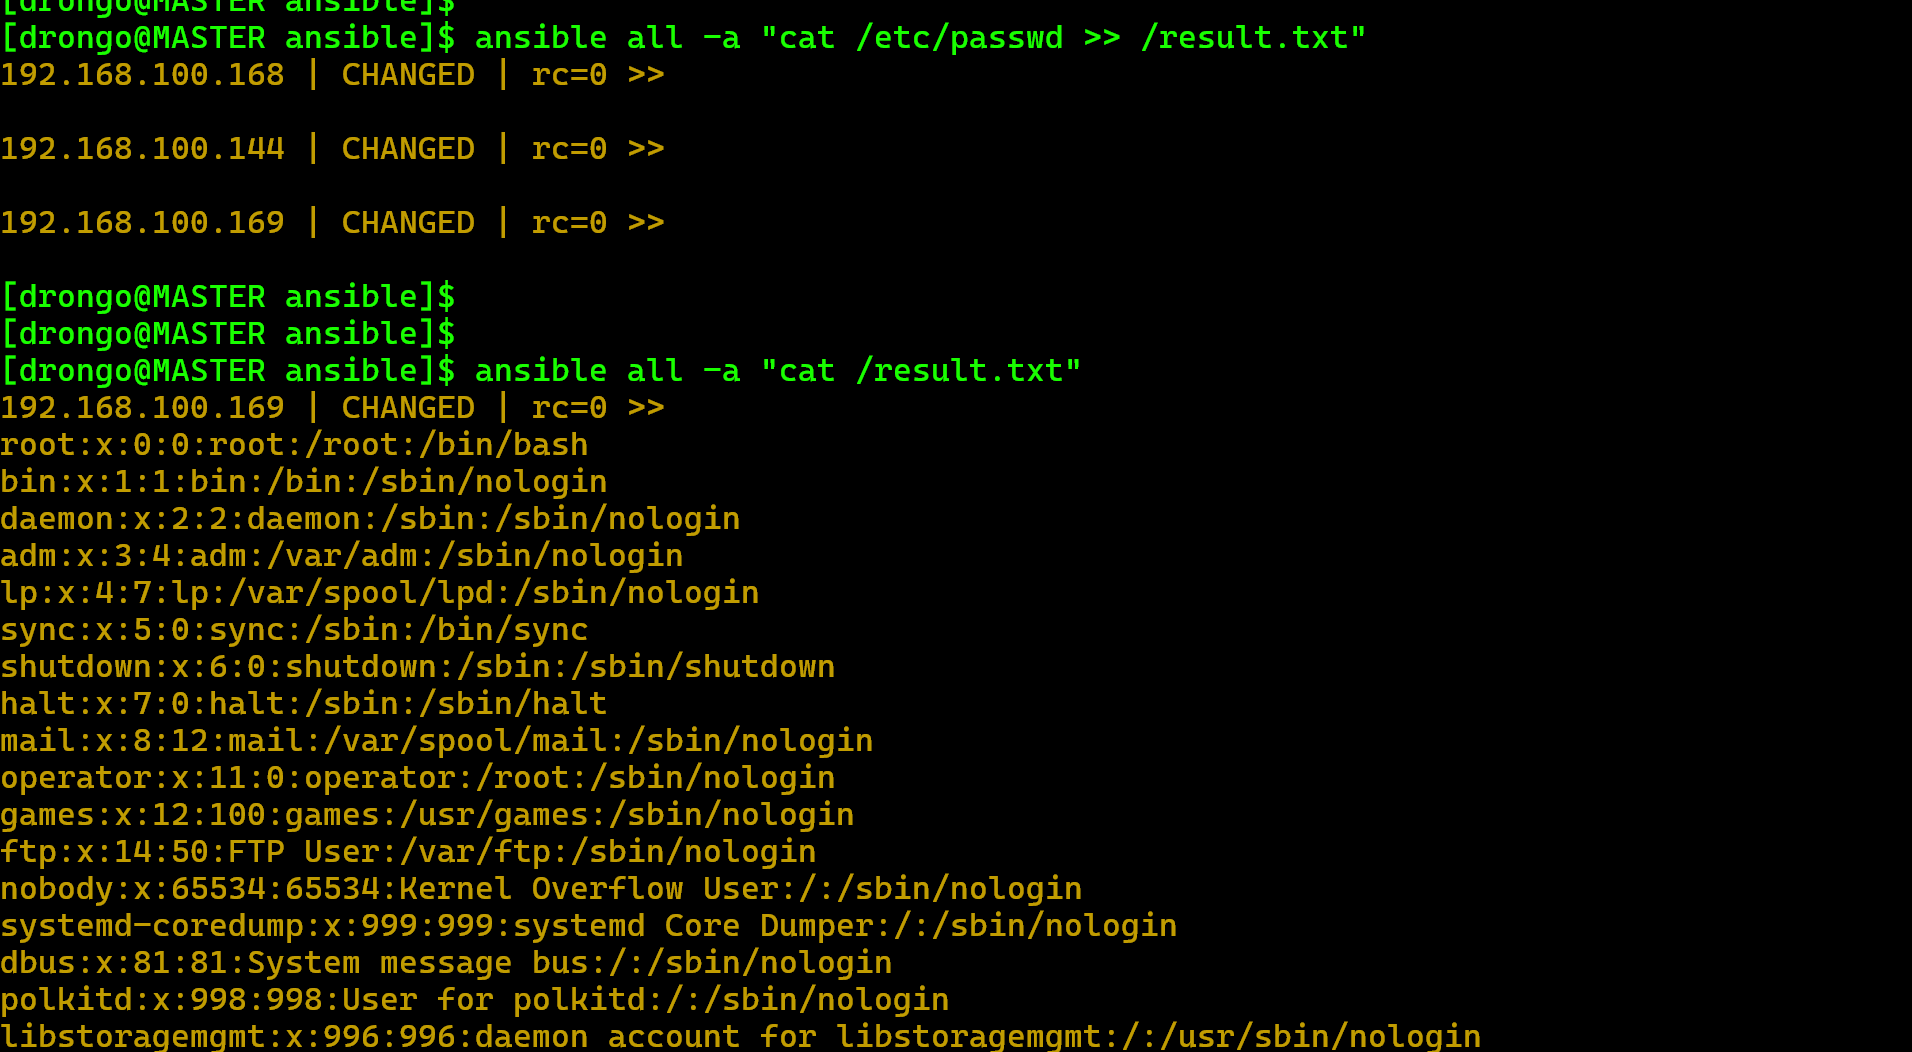 [drongo@MASTER ansible]$
[drongo@MASTER ansible]$ ansible all -a "cat /etc/passwd >> /result.txt"
192.168.100.168 | CHANGED | rc=0 >>
192.168.100.144 | CHANGED | rc=0 >>
192.168.100.169 | CHANGED | rc=0 >>
[drongo@MASTER ansible]$
[drongo@MASTER ansible]$
[drongo@MASTER ansible]$ ansible all -a "cat /result.txt"
192.168.100.169 | CHANGED | rc=0 >>
root:x:0:0:root:/root:/bin/bash
bin:x:1:1:bin:/bin:/sbin/nologin
daemon:x:2:2:daemon:/sbin:/sbin/nologin
adm:x:3:4:adm:/var/adm:/sbin/nologin
lp:x:4:7:lp:/var/spool/lpd:/sbin/nologin
sync:x:5:0:sync:/sbin:/bin/sync
shutdown:x:6:0:shutdown:/sbin:/sbin/shutdown
halt:x:7:0:halt:/sbin:/sbin/halt
mail:x:8:12:mail:/var/spool/mail:/sbin/nologin
operator:x:11:0:operator:/root:/sbin/nologin
games:x:12:100:games:/usr/games:/sbin/nologin
ftp:x:14:50:FTP User:/var/ftp:/sbin/nologin
nobody:x:65534:65534:Kernel Overflow User:/:/sbin/nologin
systemd-coredump:x:999:999:systemd Core Dumper:/:/sbin/nologin
dbus:x:81:81:System message bus:/:/sbin/nologin
polkitd:x:998:998:User for polkitd:/:/sbin/nologin
libstoragemgmt:x:996:996:daemon account for libstoragemgmt:/:/usr/sbin/nologin